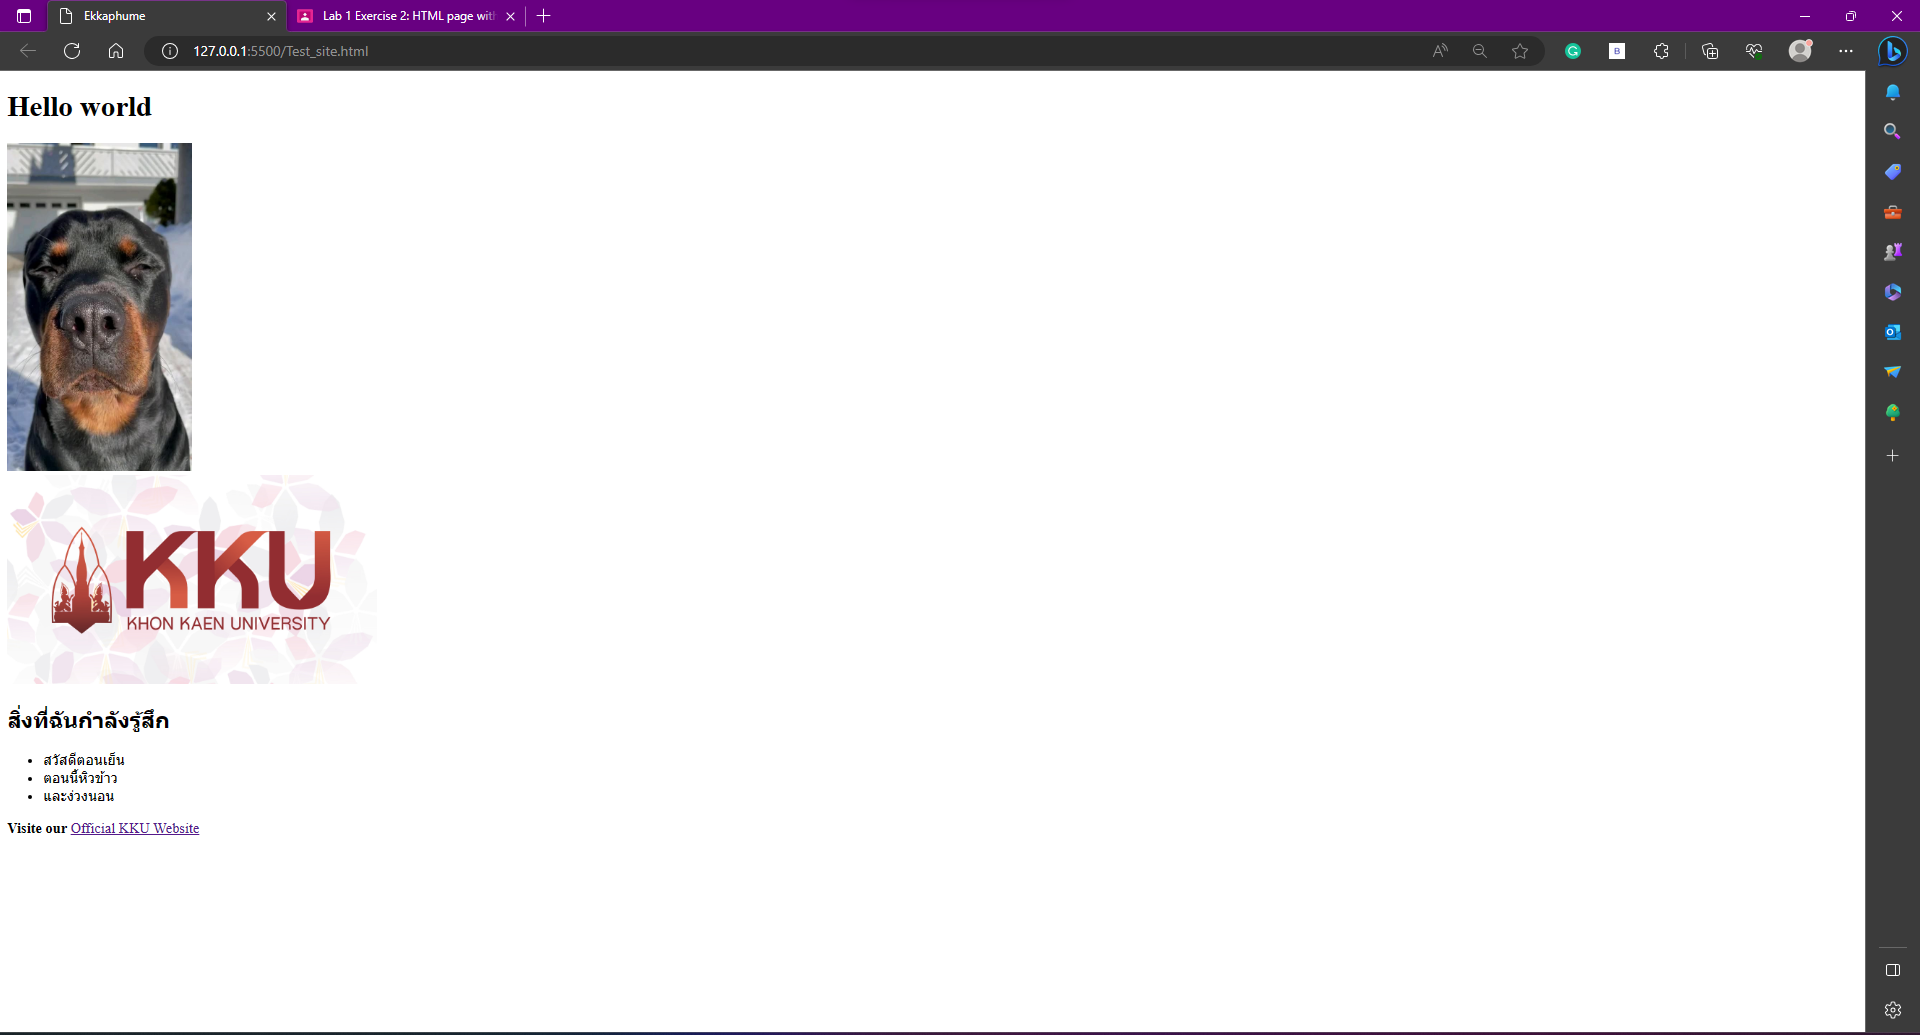 Ekkaphume
Lab 1 Exercise 2: HTML page wit
127.0.0.1:5500/Test_site.html
Hello world
KKU
KHON KAEN UNIVERSITY
สิ่งที่ฉันกำลังรู้สึก
สวัสดีตอนเย็น
ตอนนี้หิวข้าว
และง่วงนอน
Visite our Official KKU Website